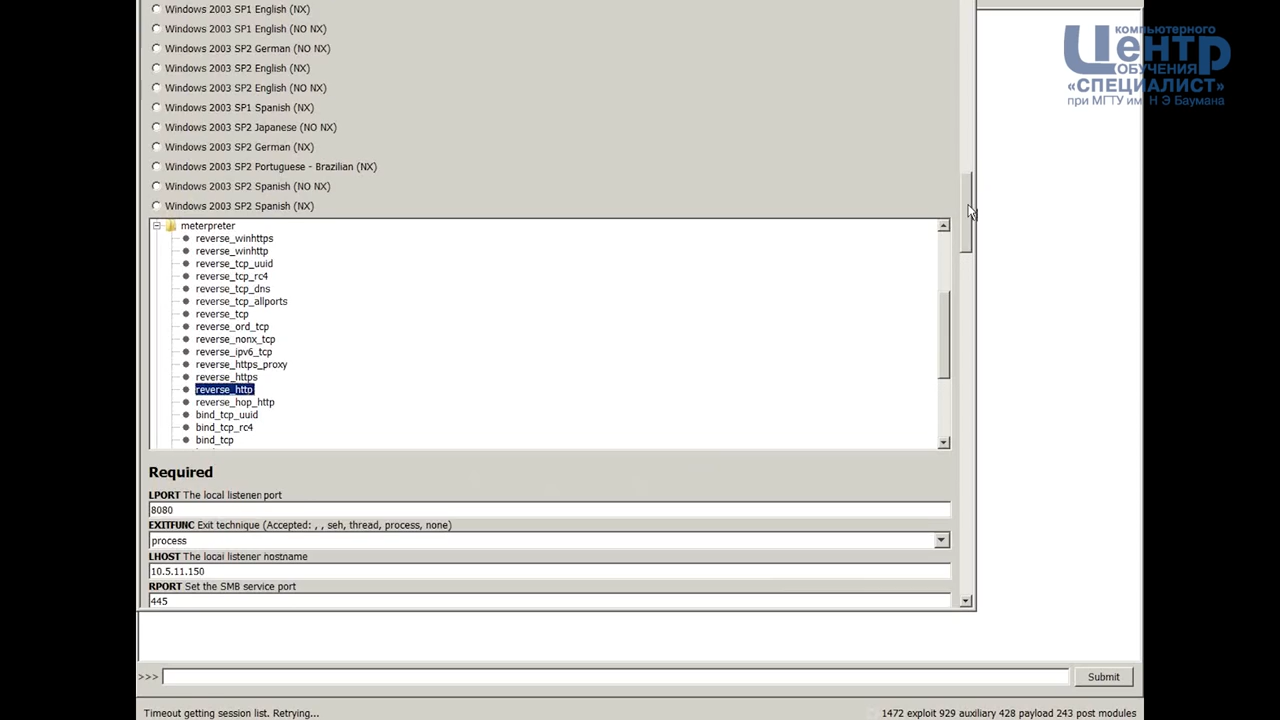 Windows 2003 SP1 English (NX)
Windows 2003 SP1 English (NO NX)
Windows 2003 SP2 German (NO NX)
Windows 2003 SP2 English (NX)
Windows 2003 SP2 English (NO NX)
Windows 2003 SP1 Spanish (NX)
Windows 2003 SP2 Japanese (NO NX)
Windows 2003 SP2 German (NX)
Windows 2003 SP2 Portuguese - Brazilian (NX)
Windows 2003 SP2 Spanish (NO NX)
Windows 2003 SP2 Spanish (NX)
meterpreter
reverse_winhttps
reverse_winhttp
reverse_tcp_uuid
reverse_tcp_rc4
reverse_tcp_dns
reverse_tcp_allports
reverse_tcp
reverse_ord_tcp
reverse_nonx_tcp
reverse_ipv6_tcp
reverse_https_proxy
reverse_https
reverse_http
reverse_hop_http
bind_tcp_uuid
bind_tcp_rc4
bind_tcp
Required
LPORT The local listener port
8080
EXITFUNC Exit technique (Accepted: , , seh, thread, process, none)
process
LHOST The local listener hostname
10.5.11.150
RPORT Set the SMB service port
445
>>>
Submit
Timeout getting session list. Retrying...
1472 exploit 929 auxiliary 428 payload 243 post modules
компьютерного
Центр
ОБУЧЕНИЯ
«СПЕЦИАЛИСТ»
при МГТУ им. Н Э Баумана